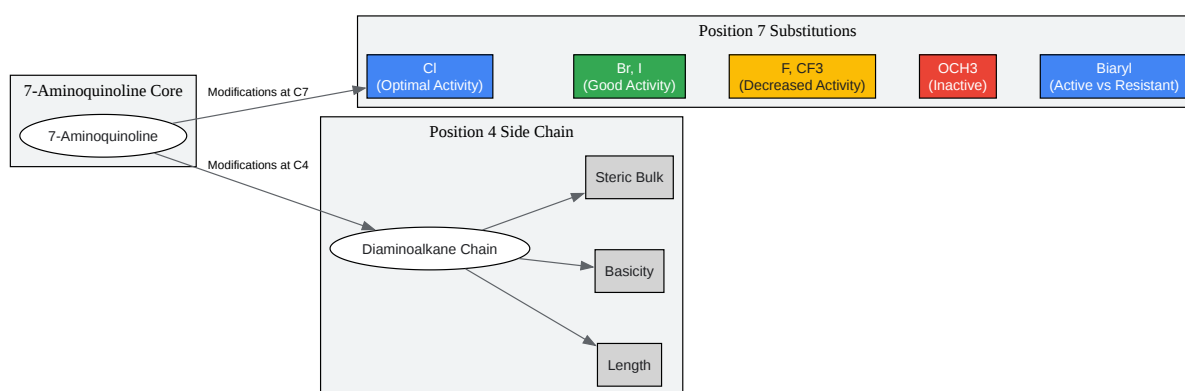 Position 7 Substitutions
Cl
(Optimal Activity)
Br, I
(Good Activity)
F, CF3
(Decreased Activity)
OCH3
(Inactive)
Biaryl
(Active vs Resistant)
7-Aminoquinoline Core
7-Aminoquinoline
Modifications at C7
Modifications at C4
Position 4 Side Chain
Diaminoalkane Chain
Steric Bulk
Basicity
Length